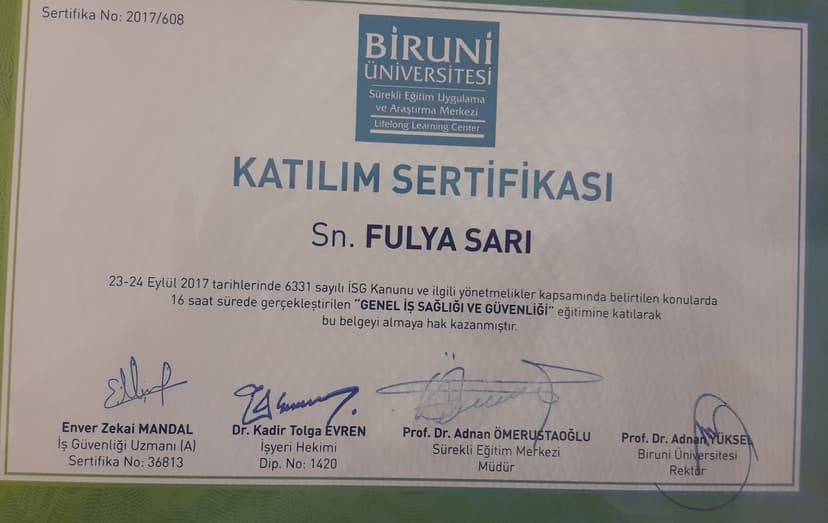 Sertifika No: 2017/608
BİRUNİ
ÜNİVERSİTESİ
Sürekli Eğitim Uygulama
ve Araştırma Merkezi
Lifelong Learning Center
KATILIM SERTİFİKASI
Sn. FULYA SARI
23-24 Eylül 2017 tarihlerinde 6331 sayılı İSG Kanunu ve ilgili yönetmelikler kapsamında belirtilen konularda
16 saat sürede gerçekleştirilen "GENEL İŞ SAĞLIĞI VE GÜVENLİĞİ" eğitimine katılarak
bu belgeyi almaya hak kazanmıştır.
Enver Zekai MANDAL
İş Güvenliği Uzmanı (A)
Sertifika No: 36813
Dr. Kadir Tolga EVREN
İşyeri Hekimi
Dip. No: 1420
Prof. Dr. Adnan ÖMERUSTAOĞLU
Sürekli Eğitim Merkezi
Müdür
Prof. Dr. Adnan YÜKSEL
Biruni Üniversitesi
Rektör